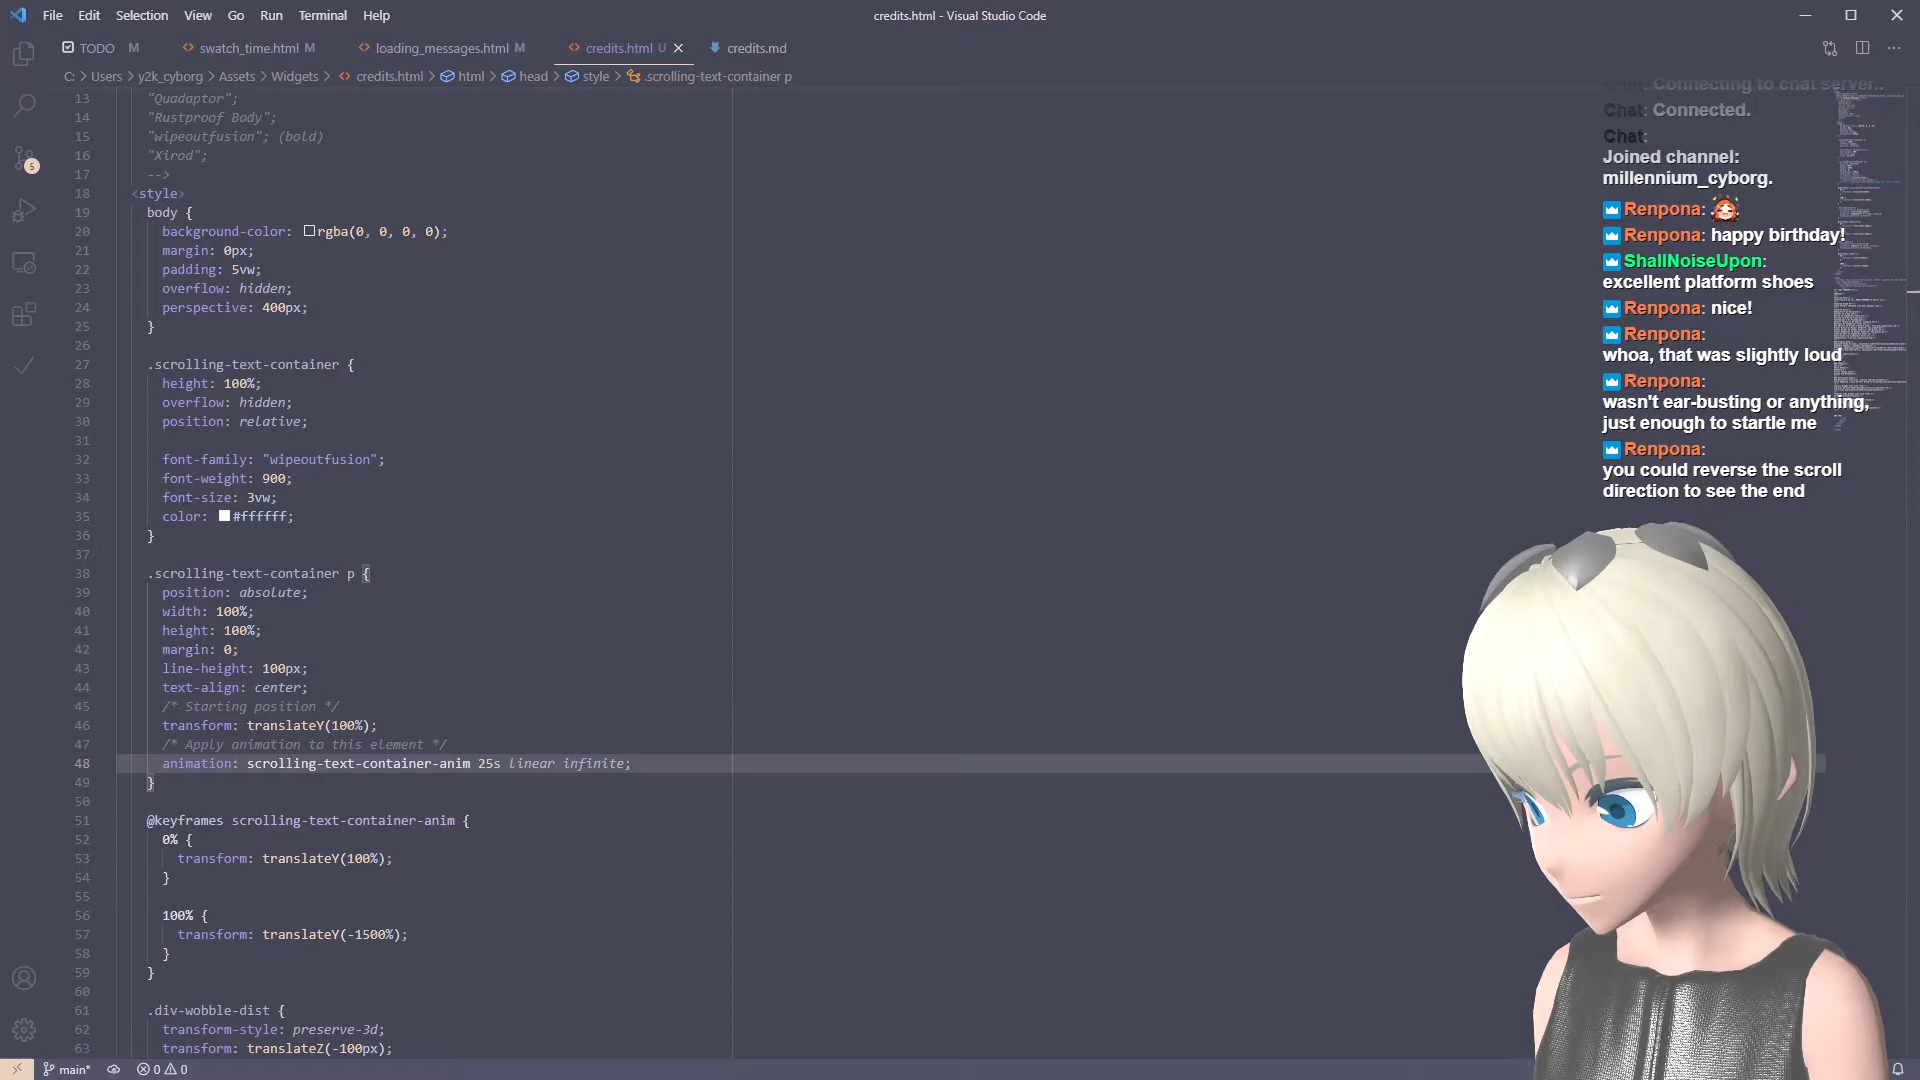 File Edit Selection View Go Run Terminal Help
credits.html - Visual Studio Code
TODO M
swatch_time.html M
loading_messages.html M
credits.html U
credits.md
C: > Users > y2k_cyborg > Assets > Widgets > credits.html > html > head > style > .scrolling-text-container p
13 "Quadaptor";
14 "Rustproof Body";
15 "wipeoutfusion"; (bold)
16 "Xirod";
17 -->
18 <style>
19 body {
20 background-color: rgba(0, 0, 0, 0);
21 margin: 0px;
22 padding: 5vw;
23 overflow: hidden;
24 perspective: 400px;
25 }
26
27 .scrolling-text-container {
28 height: 100%;
29 overflow: hidden;
30 position: relative;
31
32 font-family: "wipeoutfusion";
33 font-weight: 900;
34 font-size: 3vw;
35 color: #ffffff;
36 }
37
38 .scrolling-text-container p {
39 position: absolute;
40 width: 100%;
41 height: 100%;
42 margin: 0;
43 line-height: 100px;
44 text-align: center;
45 /* Starting position */
46 transform: translateY(100%);
47 /* Apply animation to this element */
48 animation: scrolling-text-container-anim 25s linear infinite;
49 }
50
51 @keyframes scrolling-text-container-anim {
52 0% {
53 transform: translateY(100%);
54 }
55
56 100% {
57 transform: translateY(-1500%);
58 }
59 }
60
61 .div-wobble-dist {
62 transform-style: preserve-3d;
63 transform: translateZ(-100px);
5
main* 0 0
Chat: Connecting to chat server..
Chat: Connected.
Chat:
Joined channel:
millennium_cyborg.
Renpona:
Renpona: happy birthday!
ShallNoiseUpon:
excellent platform shoes
Renpona: nice!
Renpona:
whoa, that was slightly loud
Renpona:
wasn't ear-busting or anything,
just enough to startle me
Renpona:
you could reverse the scroll
direction to see the end